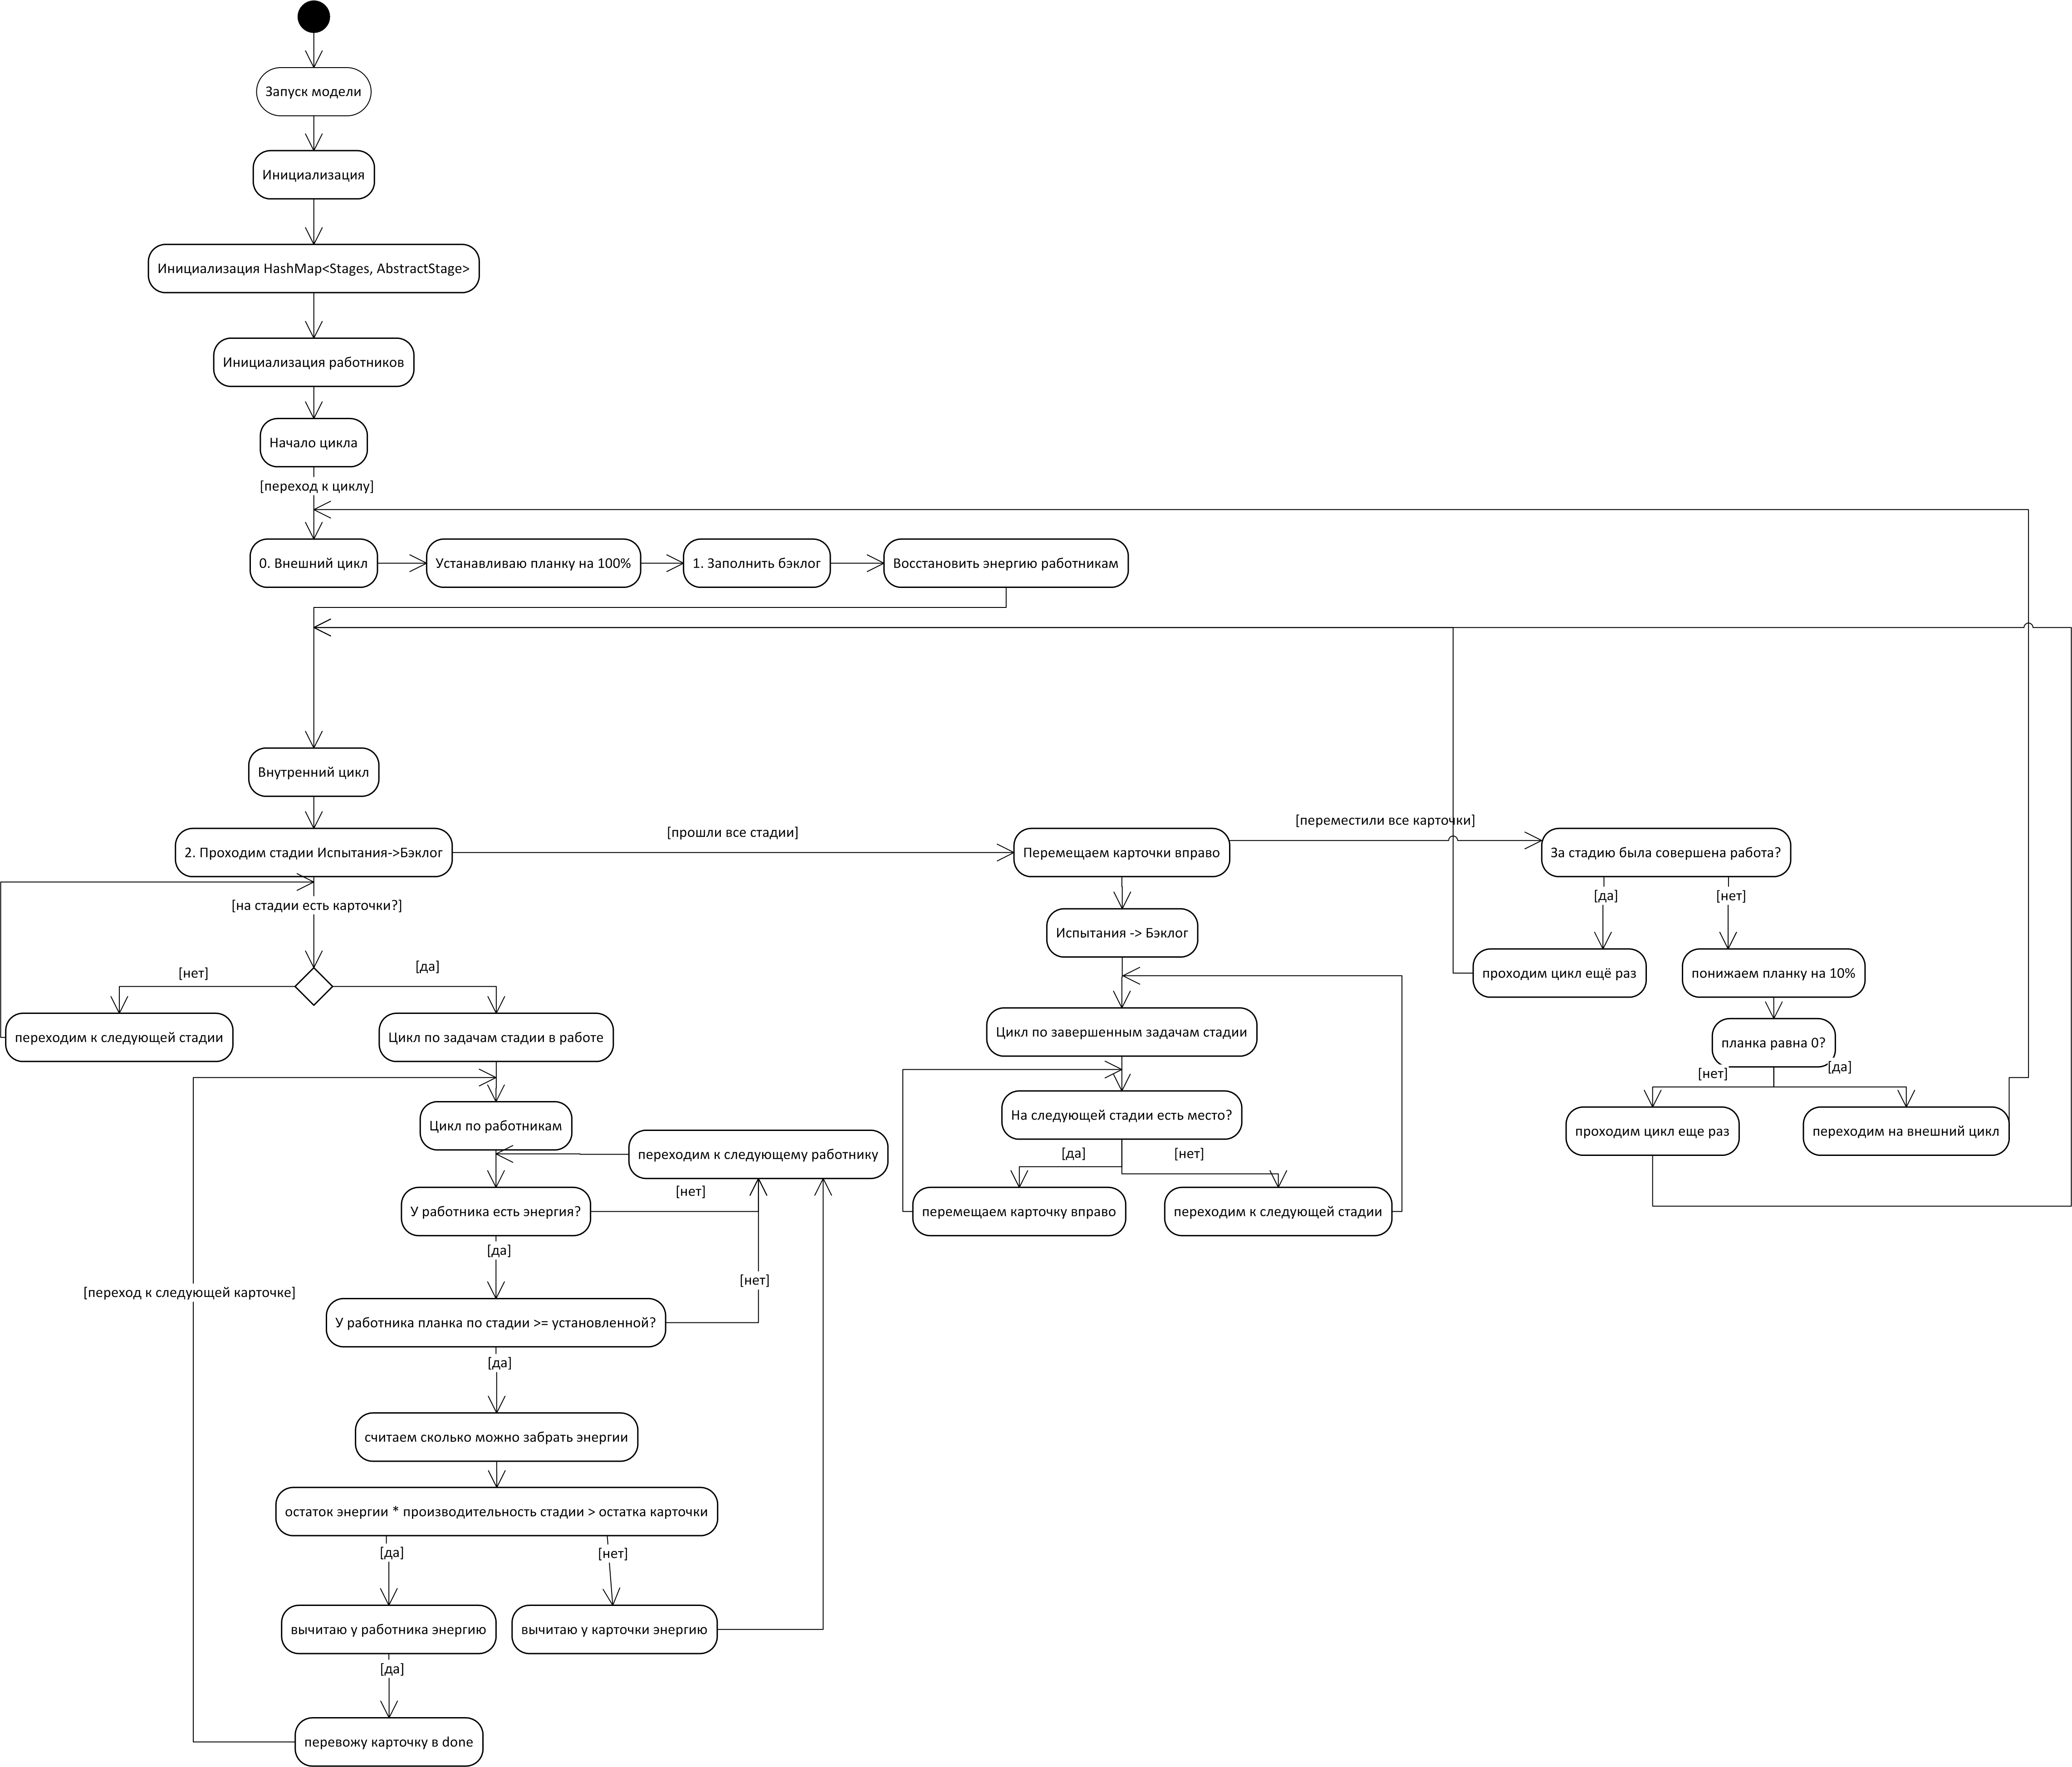 Запуск модели
Инициализация
Инициализация HashMap<Stages, AbstractStage>
Инициализация работников
Начало цикла
[переход к циклу]
0. Внешний цикл
Устанавливаю планку на 100%
1. Заполнить бэклог
Восстановить энергию работникам
Внутренний цикл
2. Проходим стадии Испытания->Бэклог
[прошли все стадии]
Перемещаем карточки вправо
[переместили все карточки]
За стадию была совершена работа?
[на стадии есть карточки?]
[нет]
[да]
переходим к следующей стадии
Цикл по задачам стадии в работе
Цикл по работникам
переходим к следующему работнику
У работника есть энергия?
[нет]
[да]
[нет]
[переход к следующей карточке]
У работника планка по стадии >= установленной?
[да]
считаем сколько можно забрать энергии
остаток энергии * производительность стадии > остатка карточки
[да]
[нет]
вычитаю у работника энергию
вычитаю у карточки энергию
[да]
перевожу карточку в done
Испытания -> Бэклог
Цикл по завершенным задачам стадии
На следующей стадии есть место?
[да]
[нет]
перемещаем карточку вправо
переходим к следующей стадии
[да]
[нет]
проходим цикл ещё раз
понижаем планку на 10%
планка равна 0?
[нет]
[да]
проходим цикл еще раз
переходим на внешний цикл